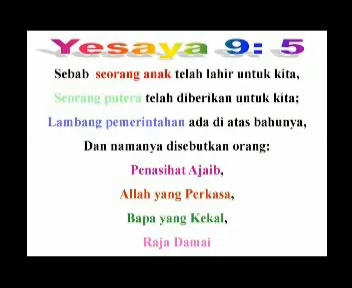 Yesaya 9: 5
Sebab seorang anak telah lahir untuk kita,
Seorang putera telah diberikan untuk kita;
Lambang pemerintahan ada di atas bahunya,
Dan namanya disebutkan orang:
Penasihat Ajaib,
Allah yang Perkasa,
Bapa yang Kekal,
Raja Damai